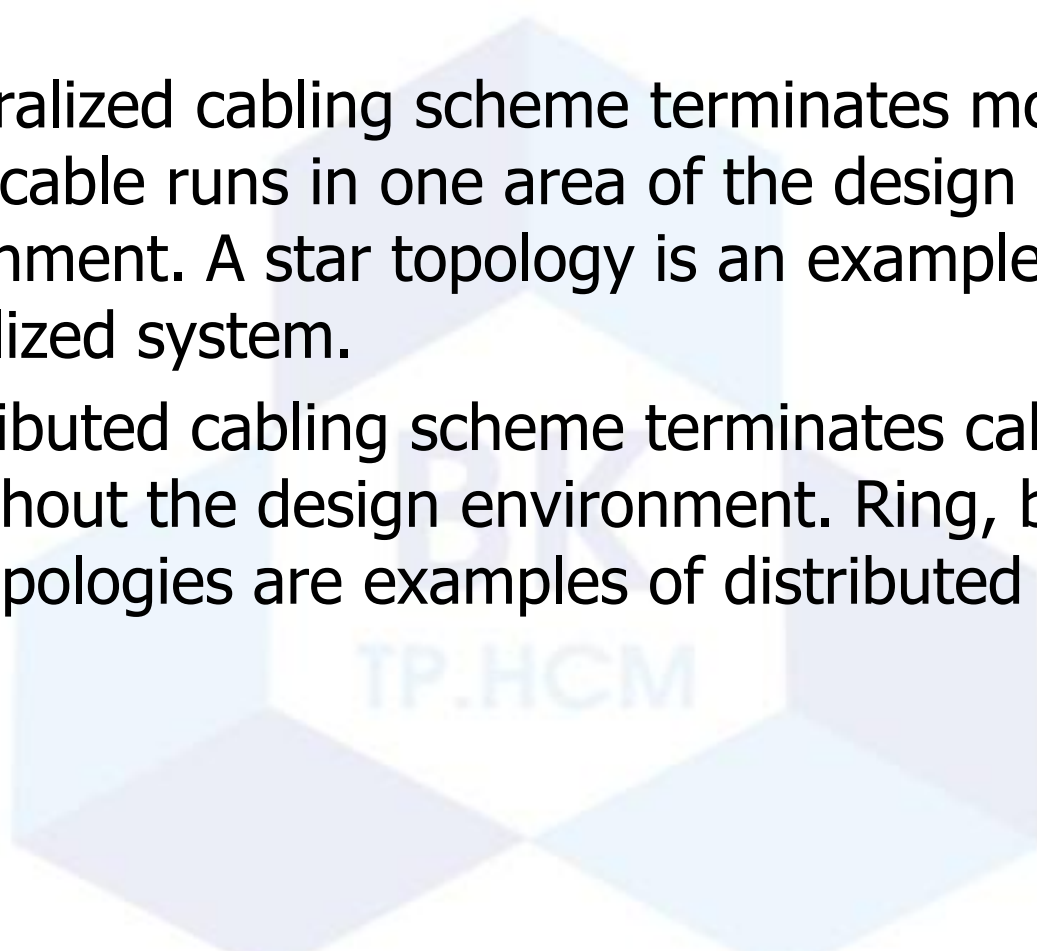 ralized cabling scheme terminates mo
cable runs in one area of the design
nment. A star topology is an example
lized system.
ibuted cabling scheme terminates cal
hout the design environment. Ring, b
pologies are examples of distributed
BK
TP.HCM